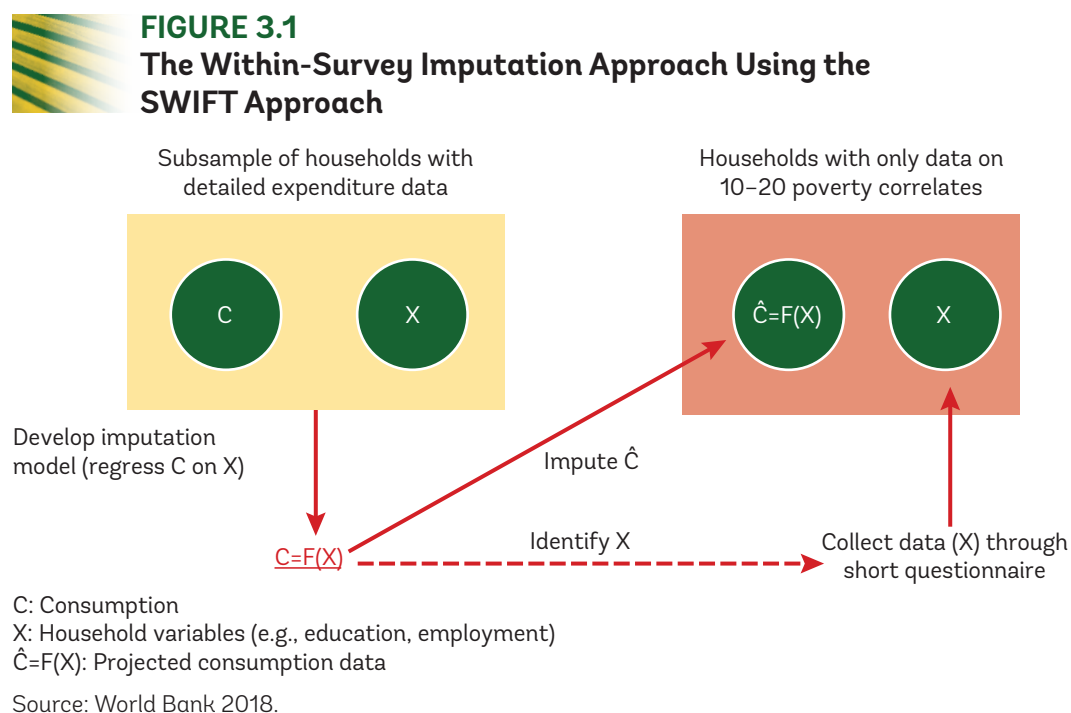 FIGURE 3.1
The Within-Survey Imputation Approach Using the
SWIFT Approach
Subsample of households with
detailed expenditure data
Households with only data on
10–20 poverty correlates
C
X
Ĉ=F(X)
X
Develop imputation
model (regress C on X)
Impute Ĉ
C=F(X)
Identify X
Collect data (X) through
short questionnaire
C: Consumption
X: Household variables (e.g., education, employment)
Ĉ=F(X): Projected consumption data
Source: World Bank 2018.